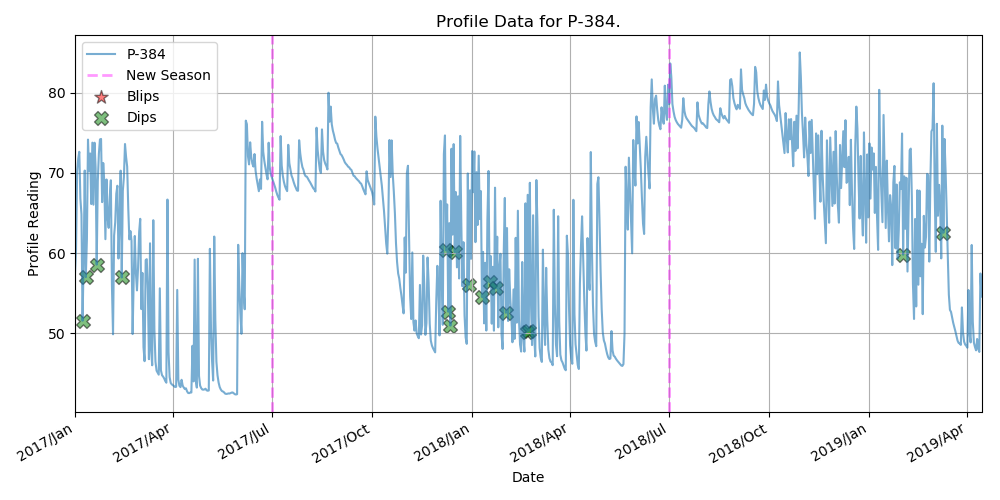 Profile Data for P-384.
P-384
New Season
Blips
Dips
Profile Reading
80
70
60
50
2017/Jan
2017/Apr
2017/Jul
2017/Oct
2018/Jan
2018/Apr
2018/Jul
2018/Oct
2019/Jan
2019/Apr
Date